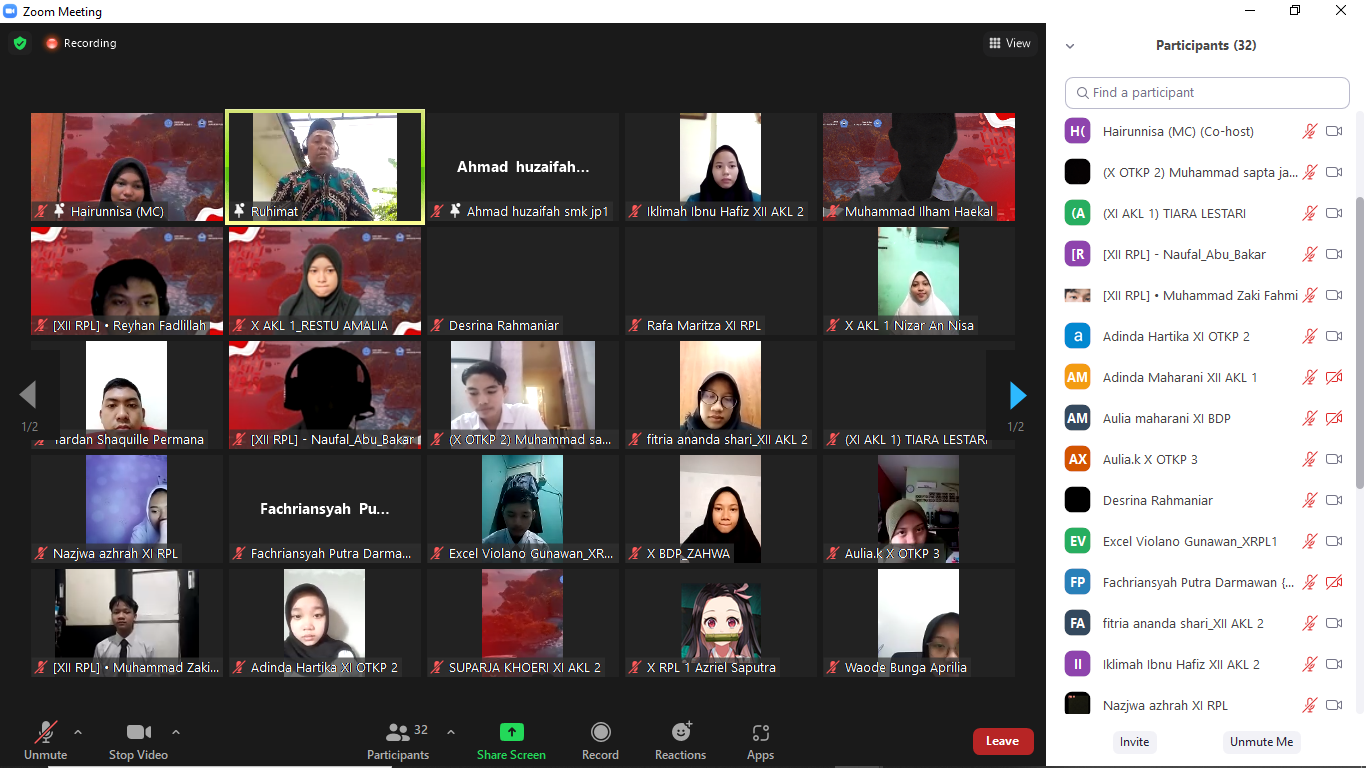 Zoom Meeting
Recording
View
Hairunnisa (MC)
Ruhimat
Ahmad huzaifah...
Ahmad huzaifah smk jp1
Iklimah Ibnu Hafiz XII AKL 2
Muhammad Ilham Haekal
[XII RPL] • Reyhan Fadlillah
X AKL 1_RESTU AMALIA
Desrina Rahmaniar
Rafa Maritza XI RPL
X AKL 1 Nizar An Nisa
1/2
Tardan Shaquille Permana
[XII RPL] - Naufal_Abu_Bakar
(X OTKP 2) Muhammad sa...
fitria ananda shari_XII AKL 2
(XI AKL 1) TIARA LESTARI
1/2
Nazjwa azhrah XI RPL
Fachriansyah Pu...
Fachriansyah Putra Darma...
Excel Violano Gunawan_XR...
X BDP_ZAHWA
Aulia.k X OTKP 3
[XII RPL] • Muhammad Zaki...
Adinda Hartika XI OTKP 2
SUPARJA KHOERI XI AKL 2
X RPL 1 Azriel Saputra
Waode Bunga Aprilia
Unmute
Stop Video
32
Participants
Share Screen
Record
Reactions
Apps
Leave
Participants (32)
Find a participant
H( Hairunnisa (MC) (Co-host)
(X OTKP 2) Muhammad sapta ja...
(A (XI AKL 1) TIARA LESTARI
[R [XII RPL] - Naufal_Abu_Bakar
[XII RPL] • Muhammad Zaki Fahmi
a Adinda Hartika XI OTKP 2
AM Adinda Maharani XII AKL 1
AM Aulia maharani XI BDP
AX Aulia.k X OTKP 3
Desrina Rahmaniar
EV Excel Violano Gunawan_XRPL1
FP Fachriansyah Putra Darmawan {...
FA fitria ananda shari_XII AKL 2
II Iklimah Ibnu Hafiz XII AKL 2
Nazjwa azhrah XI RPL
Invite
Unmute Me